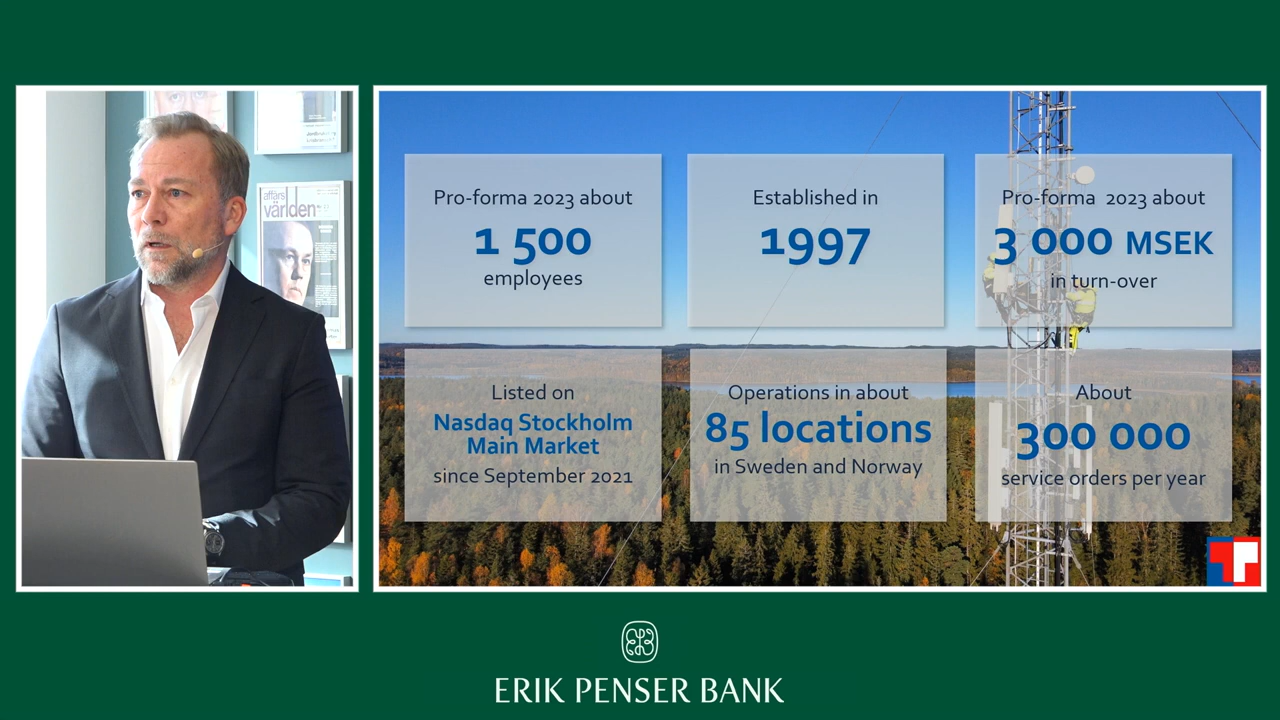 affärs
världen
Pro-forma 2023 about
1 500
employees
Established in
1997
Pro-forma 2023 about
3 000 MSEK
in turn-over
Listed on
Nasdaq Stockholm
Main Market
since September 2021
Operations in about
85 locations
in Sweden and Norway
About
300 000
service orders per year
ERIK PENSER BANK